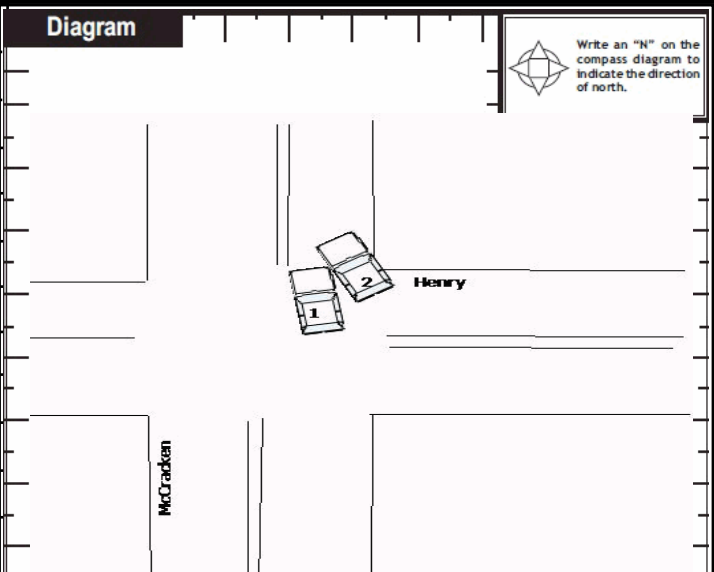 Diagram
Write an “N” on the
compass diagram to
indicate the direction
of north.
2
Henry
1
McCracken